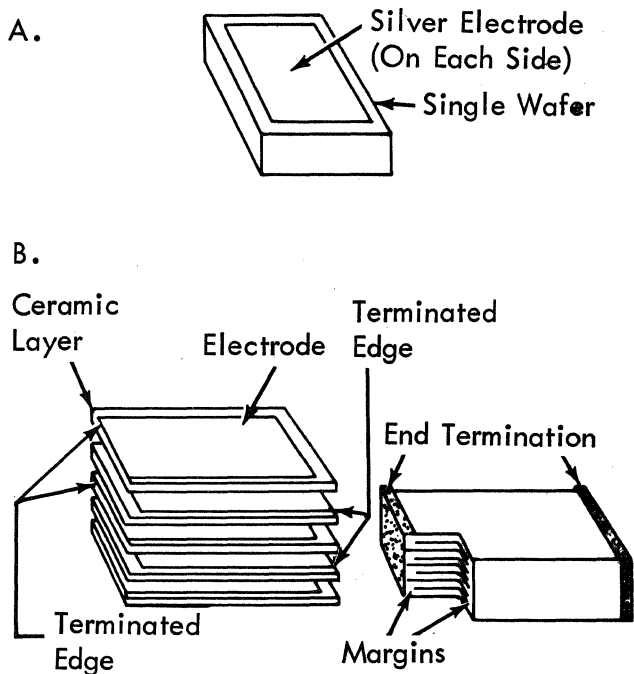 A.
Silver Electrode
(On Each Side)
Single Wafer
B.
Ceramic
Layer
Electrode
Terminated
Edge
End Termination
Terminated
Edge
Margins